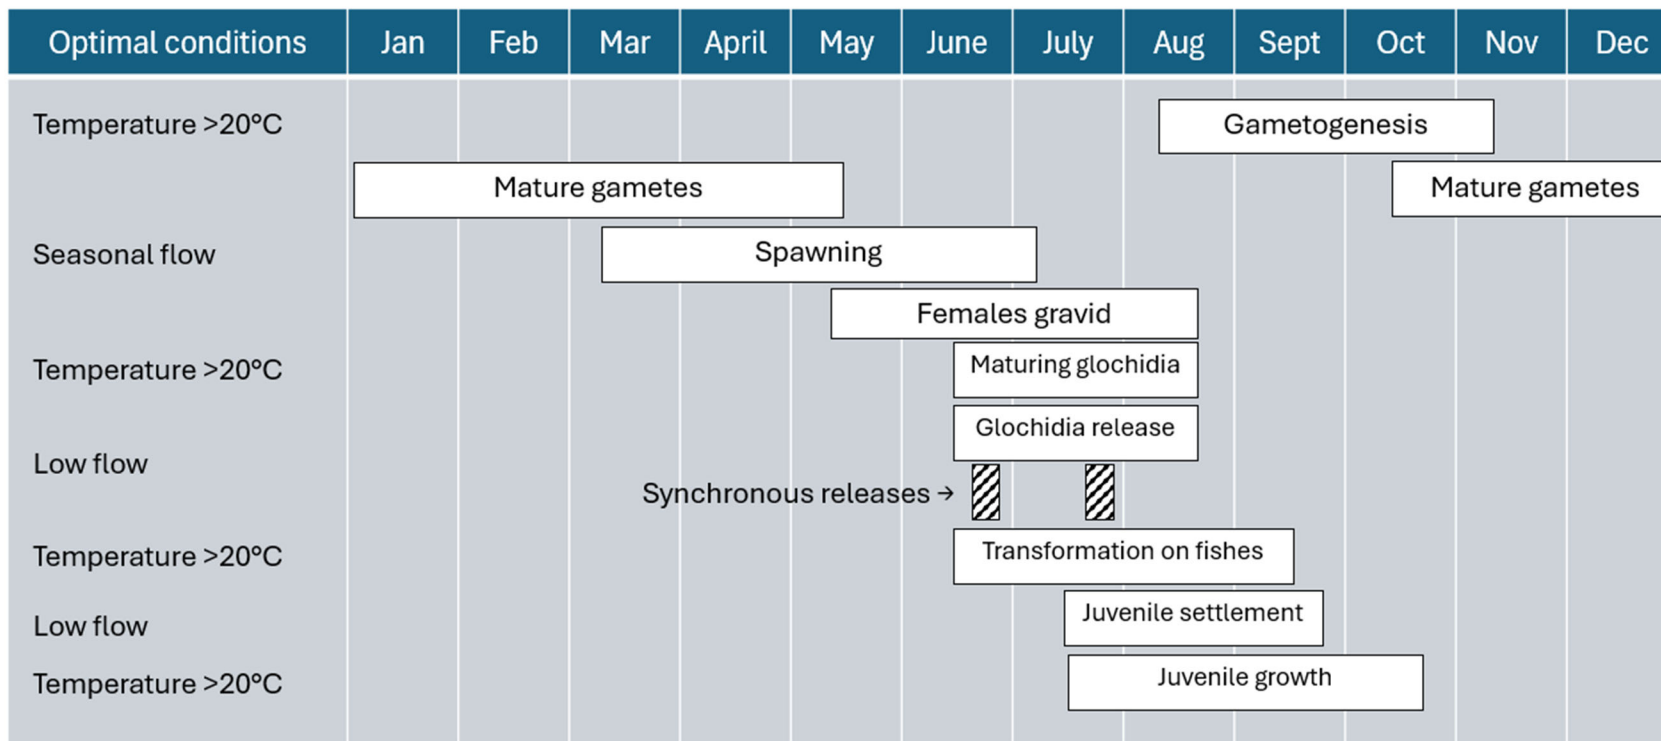 Optimal conditions Jan Feb Mar April May June July Aug Sept Oct Nov Dec
Temperature >20°C Gametogenesis
Mature gametes Mature gametes
Seasonal flow Spawning
Females gravid
Temperature >20°C Maturing glochidia
Glochidia release
Low flow
Synchronous releases →
Temperature >20°C Transformation on fishes
Low flow Juvenile settlement
Temperature >20°C Juvenile growth